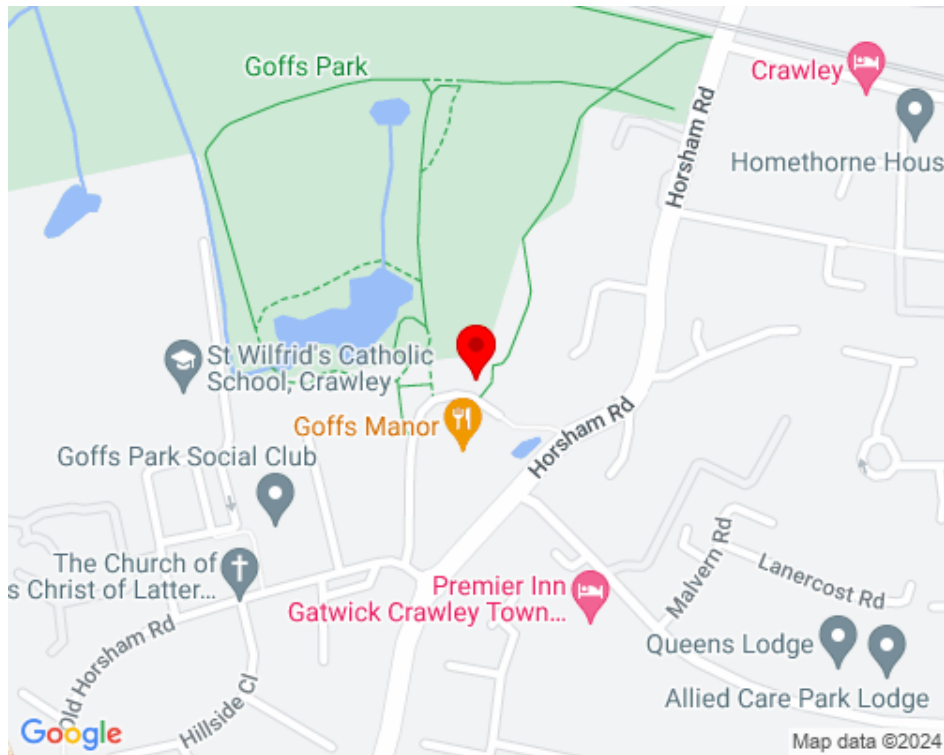 Goffs Park
Crawley
Horsham Rd
Homethorne Hous
St Wilfrid's Catholic
School, Crawley
Goffs Manor
Horsham Rd
Goffs Park Social Club
The Church of
s Christ of Latter...
Premier Inn
Gatwick Crawley Town...
Malvern Rd
Lanercost Rd
Queens Lodge
Allied Care Park Lodge
Old Horsham Rd
Hillside Cl
Google
Map data ©2024